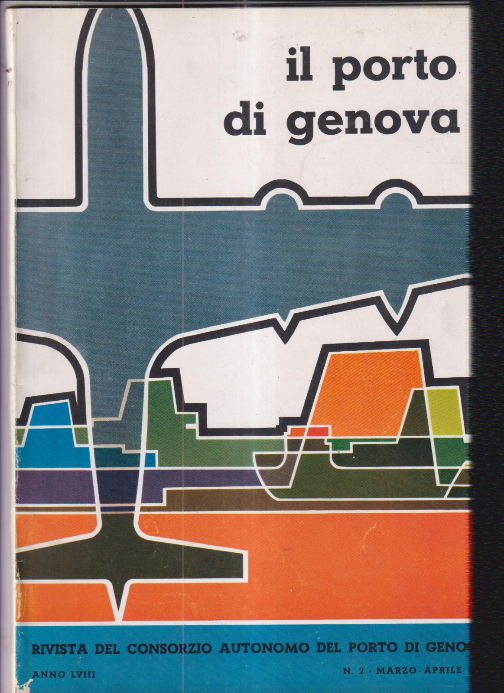 il porto
di genova
RIVISTA DEL CONSORZIO AUTONOMO DEL PORTO DI GENO
ANNO LVIII
N. 2 - MARZO - APRILE